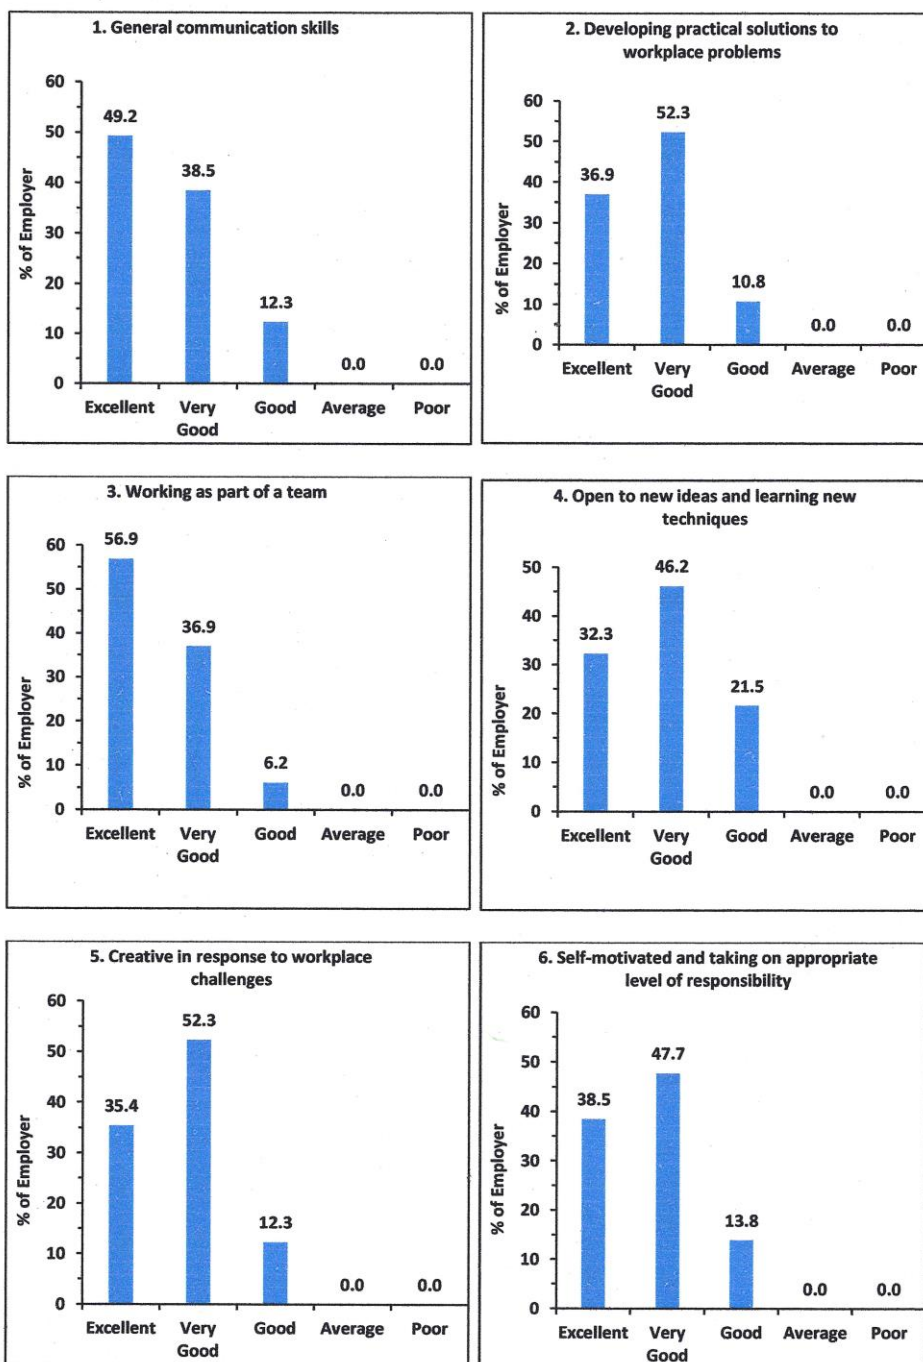 1. General communication skills
% of Employer
60
50
40
30
20
10
0
49.2
38.5
12.3
0.0
0.0
Excellent
Very
Good
Good
Average
Poor
2. Developing practical solutions to
workplace problems
% of Employer
60
50
40
30
20
10
0
36.9
52.3
10.8
0.0
0.0
Excellent
Very
Good
Good
Average
Poor
3. Working as part of a team
% of Employer
60
50
40
30
20
10
0
56.9
36.9
6.2
0.0
0.0
Excellent
Very
Good
Good
Average
Poor
4. Open to new ideas and learning new
techniques
% of Employer
50
40
30
20
10
0
32.3
46.2
21.5
0.0
0.0
Excellent
Very
Good
Good
Average
Poor
5. Creative in response to workplace
challenges
% of Employer
60
50
40
30
20
10
0
35.4
52.3
12.3
0.0
0.0
Excellent
Very
Good
Good
Average
Poor
6. Self-motivated and taking on appropriate
level of responsibility
% of Employer
60
50
40
30
20
10
0
38.5
47.7
13.8
0.0
0.0
Excellent
Very
Good
Good
Average
Poor